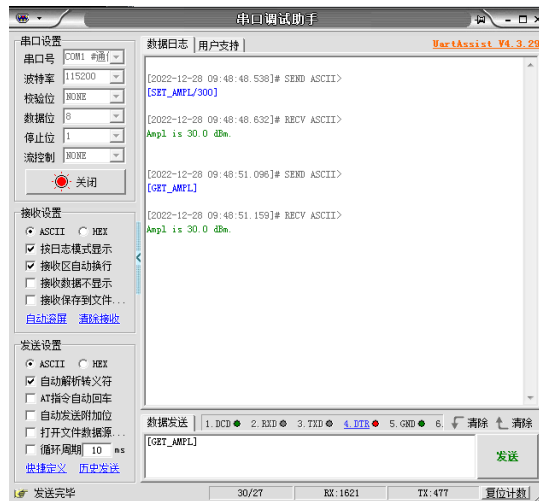 串口调试助手
串口设置
串口号 COM1 #通
波特率 115200
校验位 NONE
数据位 8
停止位 1
流控制 NONE
关闭
接收设置
ASCII HEX
按日志模式显示
接收区自动换行
接收数据不显示
接收保存到文件...
自动滚屏 清除接收
发送设置
ASCII HEX
自动解析转义符
AT指令自动回车
自动发送附加位
打开文件数据源...
循环周期 10 ms
快捷定义 历史发送
数据日志 用户支持 UartAssist V4.3.29
[2022-12-28 09:48:48.538]# SEND ASCII>
[SET_AMPL/300]
[2022-12-28 09:48:48.632]# RECV ASCII>
Ampl is 30.0 dBm.
[2022-12-28 09:48:51.096]# SEND ASCII>
[GET_AMPL]
[2022-12-28 09:48:51.159]# RECV ASCII>
Ampl is 30.0 dBm.
数据发送 1.DCD 2.RXD 3.TXD 4.DTR 5.GND 6. 清除 清除
[GET_AMPL]
发送
发送完毕 30/27 RX:1621 TX:477 复位计数